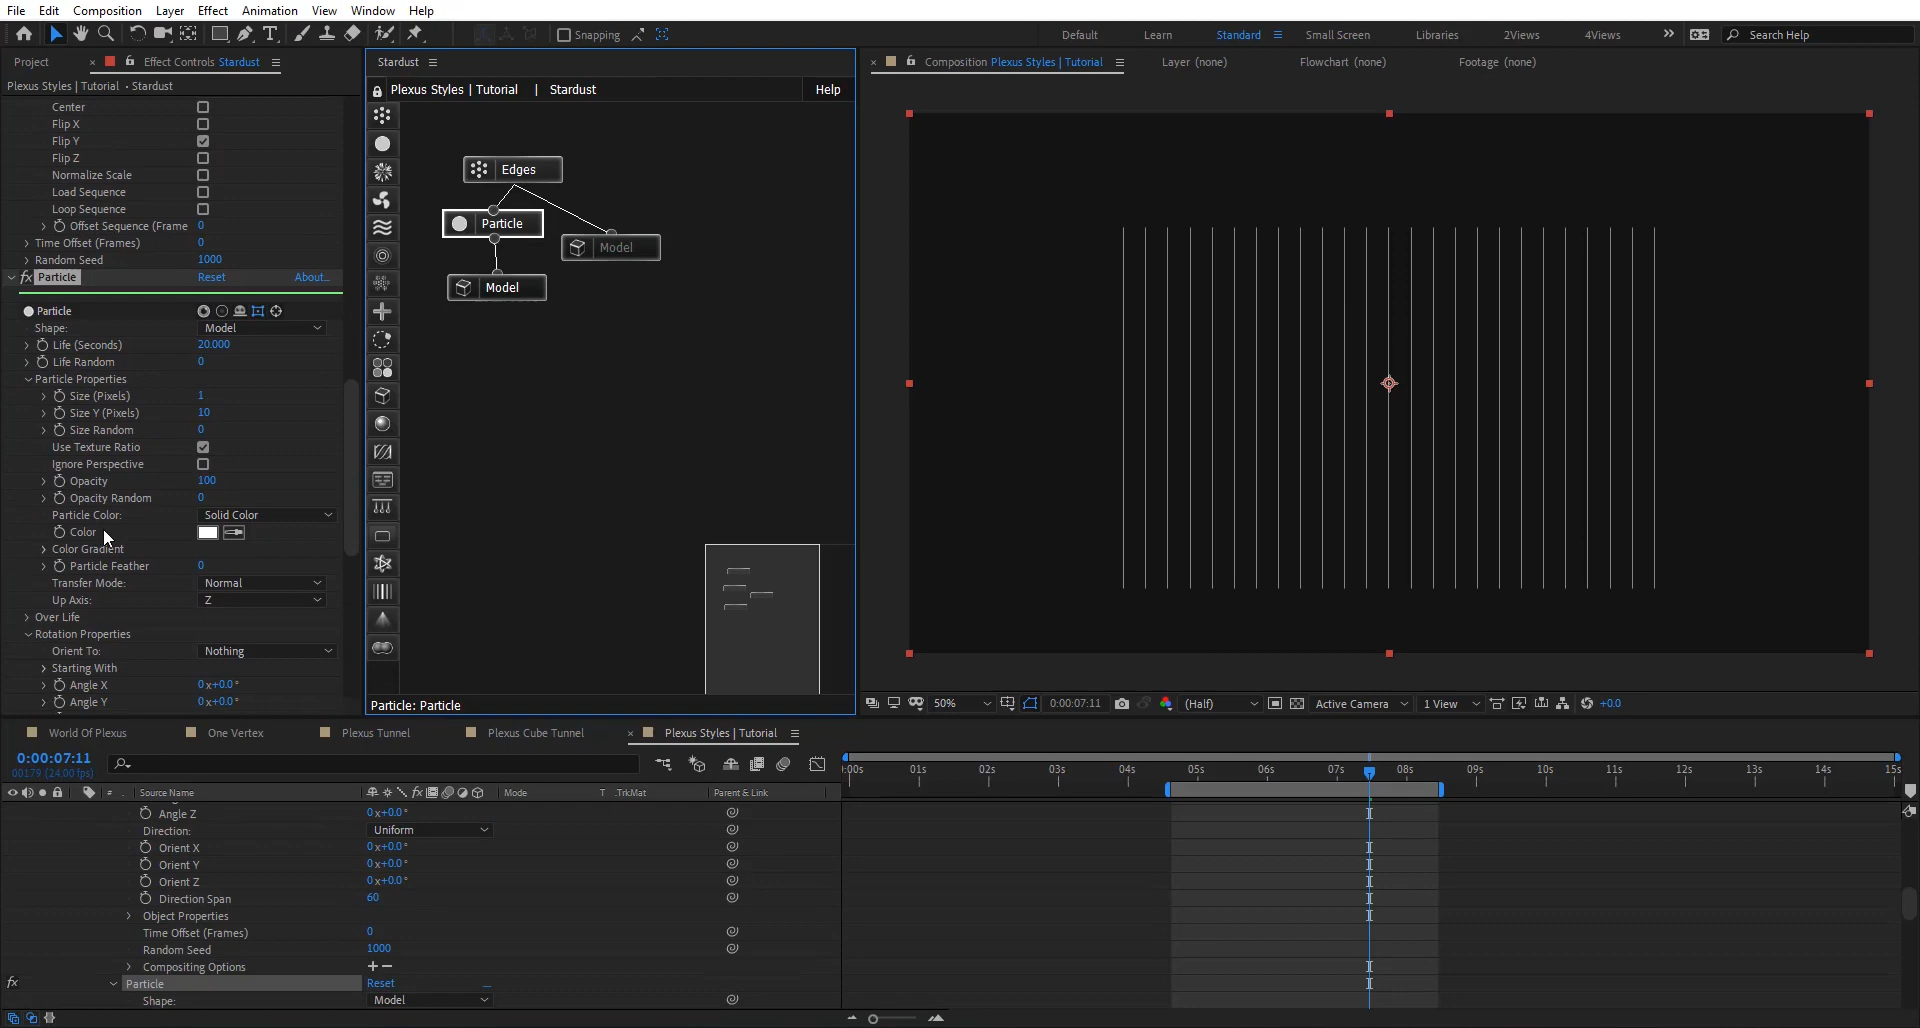 File Edit Composition Layer Effect Animation View Window Help
Snapping
Default Learn Standard Small Screen Libraries 2Views 4Views Search Help
Project × Effect Controls Stardust
Plexus Styles | Tutorial • Stardust
Center
Flip X
Flip Y
Flip Z
Normalize Scale
Load Sequence
Loop Sequence
Offset Sequence (Frame 0
Time Offset (Frames) 0
Random Seed 1000
fx Particle Reset About...
Particle
Shape: Model
Life (Seconds) 20.000
Life Random 0
Particle Properties
Size (Pixels) 1
Size Y (Pixels) 10
Size Random 0
Use Texture Ratio
Ignore Perspective
Opacity 100
Opacity Random 0
Particle Color: Solid Color
Color
Color Gradient
Particle Feather 0
Transfer Mode: Normal
Up Axis: Z
Over Life
Rotation Properties
Orient To: Nothing
Starting With
Angle X 0x+0.0°
Angle Y 0x+0.0°
Stardust
Plexus Styles | Tutorial | Stardust Help
Edges
Particle
Model
Model
Particle: Particle
× Composition Plexus Styles | Tutorial Layer (none) Flowchart (none) Footage (none)
50% 0:00:07:11 (Half) Active Camera 1 View +0.0
World Of Plexus One Vertex Plexus Tunnel Plexus Cube Tunnel × Plexus Styles | Tutorial
0:00:07:11
00179 (24.00 fps)
:00s 01s 02s 03s 04s 05s 06s 07s 08s 09s 10s 11s 12s 13s 14s 15s
# . Source Name fx Mode T .TrkMat Parent & Link
Angle Z 0x+0.0°
Direction: Uniform
Orient X 0x+0.0°
Orient Y 0x+0.0°
Orient Z 0x+0.0°
Direction Span 60
Object Properties
Time Offset (Frames) 0
Random Seed 1000
Compositing Options +−
fx Particle Reset ...
Shape: Model